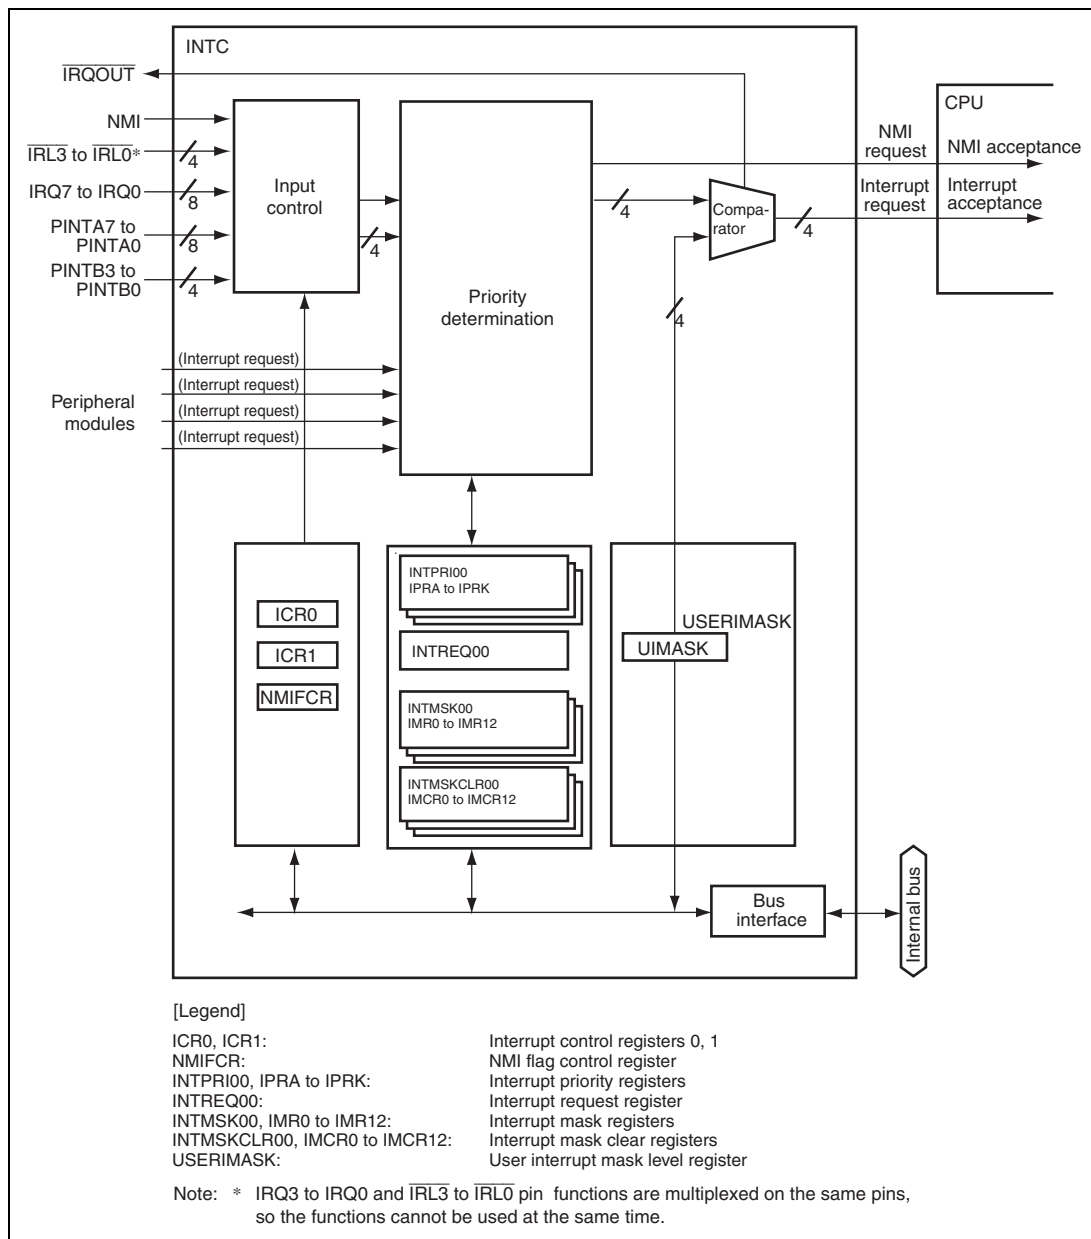 INTC
IRQOUT
NMI
IRL3 to IRL0*
4
IRQ7 to IRQ0
8
PINTA7 to
PINTA0
8
PINTB3 to
PINTB0
4
Input
control
4
Priority
determination
4
Compa-
rator
4
4
NMI
request
Interrupt
request
CPU
NMI acceptance
Interrupt
acceptance
Peripheral
modules
(Interrupt request)
(Interrupt request)
(Interrupt request)
(Interrupt request)
ICR0
ICR1
NMIFCR
INTPRI00
IPRA to IPRK
INTREQ00
INTMSK00
IMR0 to IMR12
INTMSKCLR00
IMCR0 to IMCR12
USERIMASK
UIMASK
Bus
interface
Internal bus
[Legend]
ICR0, ICR1: Interrupt control registers 0, 1
NMIFCR: NMI flag control register
INTPRI00, IPRA to IPRK: Interrupt priority registers
INTREQ00: Interrupt request register
INTMSK00, IMR0 to IMR12: Interrupt mask registers
INTMSKCLR00, IMCR0 to IMCR12: Interrupt mask clear registers
USERIMASK: User interrupt mask level register
Note: * IRQ3 to IRQ0 and IRL3 to IRL0 pin functions are multiplexed on the same pins,
so the functions cannot be used at the same time.